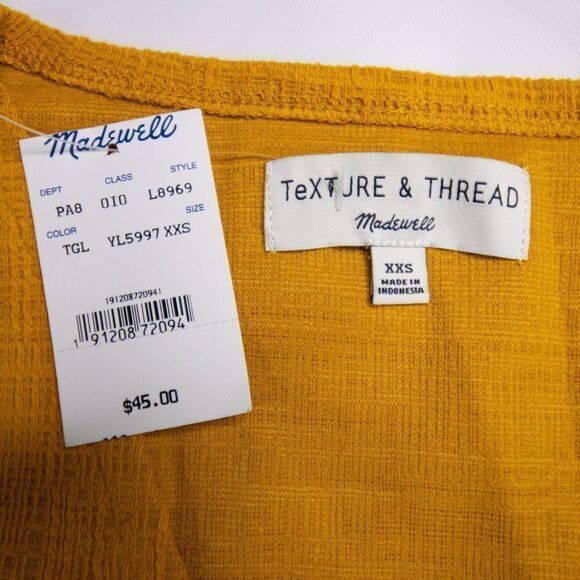 Madewell
DEPT CLASS STYLE
PA8 010 L8969
COLOR SIZE
TGL YL5997 XXS
191208720941
1 91208 72094
$45.00
TeXTURE & THREAD
Madewell
XXS
MADE IN
INDONESIA